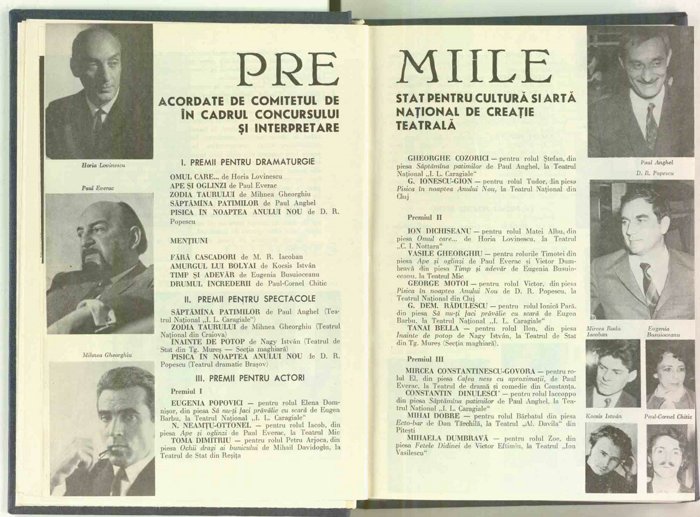 PREMIILE
ACORDATE DE COMITETUL DE STAT PENTRU CULTURĂ SI ARTĂ
ÎN CADRUL CONCURSULUI NAȚIONAL DE CREAȚIE
ȘI INTERPRETARE TEATRALĂ
Horia Lovinescu
Paul Everac
Mihnea Gheorghiu
I. PREMII PENTRU DRAMATURGIE
OMUL CARE... de Horia Lovinescu
APE ȘI OGLINZI de Paul Everac
ZODIA TAURULUI de Mihnea Gheorghiu
SĂPTĂMÎNA PATIMILOR de Paul Anghel
PISICA ÎN NOAPTEA ANULUI NOU de D. R.
Popescu
MENȚIUNI
FĂRĂ CASCADORI de M. R. Iacoban
AMURGUL LUI BOLYAI de Kocsis István
TIMP ȘI ADEVĂR de Eugenia Busuioceanu
DRUMUL ÎNCREDERII de Paul-Cornel Chitic
II. PREMII PENTRU SPECTACOLE
SĂPTĂMÎNA PATIMILOR de Paul Anghel (Tea-
trul Național „I. L. Caragiale")
ZODIA TAURULUI de Mihnea Gheorghiu (Teatrul
Național din Craiova)
ÎNAINTE DE POTOP de Nagy István (Teatrul de
Stat din Tg. Mureș — Secția maghiară)
PISICA ÎN NOAPTEA ANULUI NOU de D. R.
Popescu (Teatrul dramatic Brașov)
III. PREMII PENTRU ACTORI
Premiul I
EUGENIA POPOVICI — pentru rolul Elena Dom-
nișor, din piesa Să nu-ți faci prăvălie cu scară de Eugen
Barbu, la Teatrul Național „I. L. Caragiale"
N. NEAMȚU-OTTONEL — pentru rolul Iacob, din
piesa Ape și oglinzi de Paul Everac, la Teatrul Mic
TOMA DIMITRIU — pentru rolul Petru Arjoca, din
piesa Ochii dragi ai bunicului de Mihail Davidoglu, la
Teatrul de Stat din Reșița
GHEORGHE COZORICI — pentru rolul Ștefan, din
piesa Săptămîna patimilor de Paul Anghel, la Teatrul
Național „I. L. Caragiale"
G. IONESCU-GION — pentru rolul Tudor, din piesa
Pisica în noaptea Anului Nou, la Teatrul Național din
Cluj
Premiul II
ION DICHISEANU — pentru rolul Matei Alba, din
piesa Omul care... de Horia Lovinescu, la Teatrul
„C. I. Nottara"
VASILE GHEORGHIU — pentru rolurile Timotei din
piesa Ape și oglinzi de Paul Everac și Victor Dum-
bravă din piesa Timp și adevăr de Eugenia Busuio-
ceanu, la Teatrul Mic
GEORGE MOTOI — pentru rolul Victor, din piesa
Pisica în noaptea Anului Nou de D. R. Popescu, la
Teatrul Național din Cluj
G. DEM. RĂDULESCU — pentru rolul Ionică Pară,
din piesa Să nu-ți faci prăvălie cu scară de Eugen
Barbu, la Teatrul Național „I. L. Caragiale"
TANAI BELLA — pentru rolul Ilon, din piesa
Înainte de potop de Nagy István, la Teatrul de Stat
din Tg. Mureș (Secția maghiară).
Premiul III
MIRCEA CONSTANTINESCU-GOVORA — pentru ro-
lul El, din piesa Cafea ness cu aproximații, de Paul
Everac, la Teatrul de dramă și comedie din Constanța.
CONSTANTIN DINULESCU — pentru rolul Iaccoppo
din piesa Săptămîna patimilor de Paul Anghel, la Tea-
trul Național „I. L. Caragiale"
MIHAI DOBRE — pentru rolul Bărbatul din piesa
Ecto-bar de Dan Tărchilă, la Teatrul „Al. Davila" din
Pitești
MIHAELA DUMBRAVĂ — pentru rolul Zoe, din
piesa Fetele Didinei de Victor Eftimiu, la Teatrul „Ion
Vasilescu"
Paul Anghel
D. R. Popescu
Mircea Radu Iacoban
Eugenia Busuioceanu
Kocsis István
Paul-Cornel Chitic